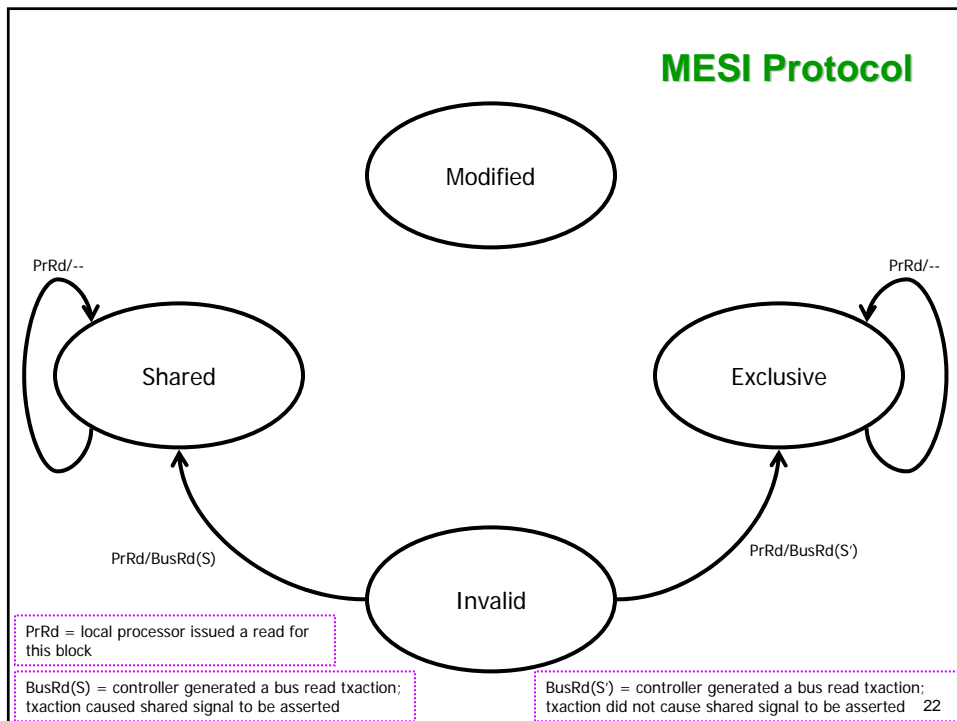 MESI Protocol
Modified
PrRd/--
PrRd/--
Shared
Exclusive
PrRd/BusRd(S)
PrRd/BusRd(S')
Invalid
PrRd = local processor issued a read for
this block
BusRd(S) = controller generated a bus read txaction;
txaction caused shared signal to be asserted
BusRd(S') = controller generated a bus read txaction;
txaction did not cause shared signal to be asserted
22